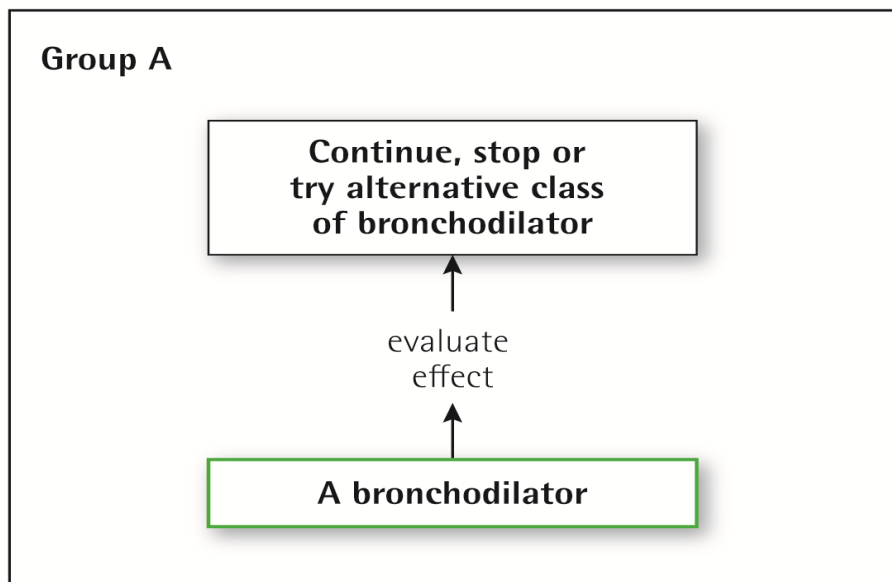 Group A
Continue, stop or
try alternative class
of bronchodilator
evaluate
effect
A bronchodilator